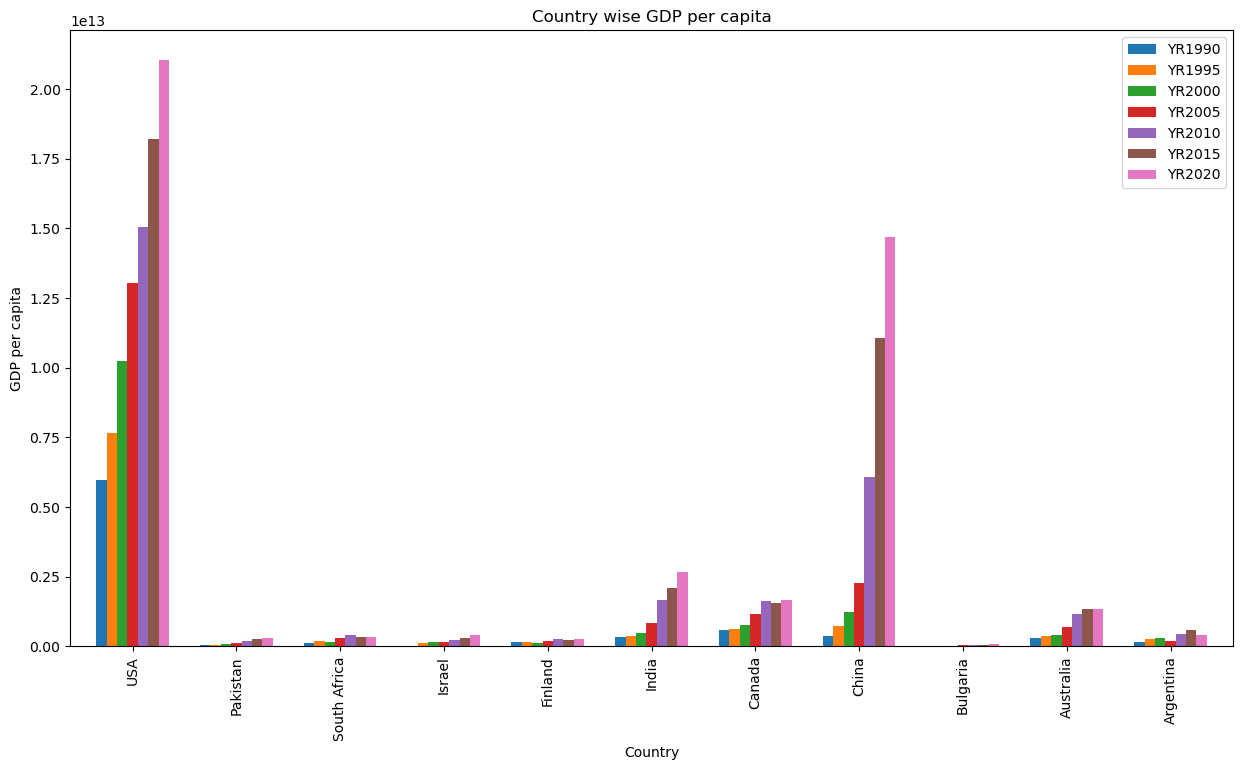 Country wise GDP per capita
1e13
2.00
1.75
1.50
1.25
1.00
0.75
0.50
0.25
0.00
GDP per capita
YR1990
YR1995
YR2000
YR2005
YR2010
YR2015
YR2020
USA
Pakistan
South Africa
Israel
Finland
India
Canada
China
Bulgaria
Australia
Argentina
Country